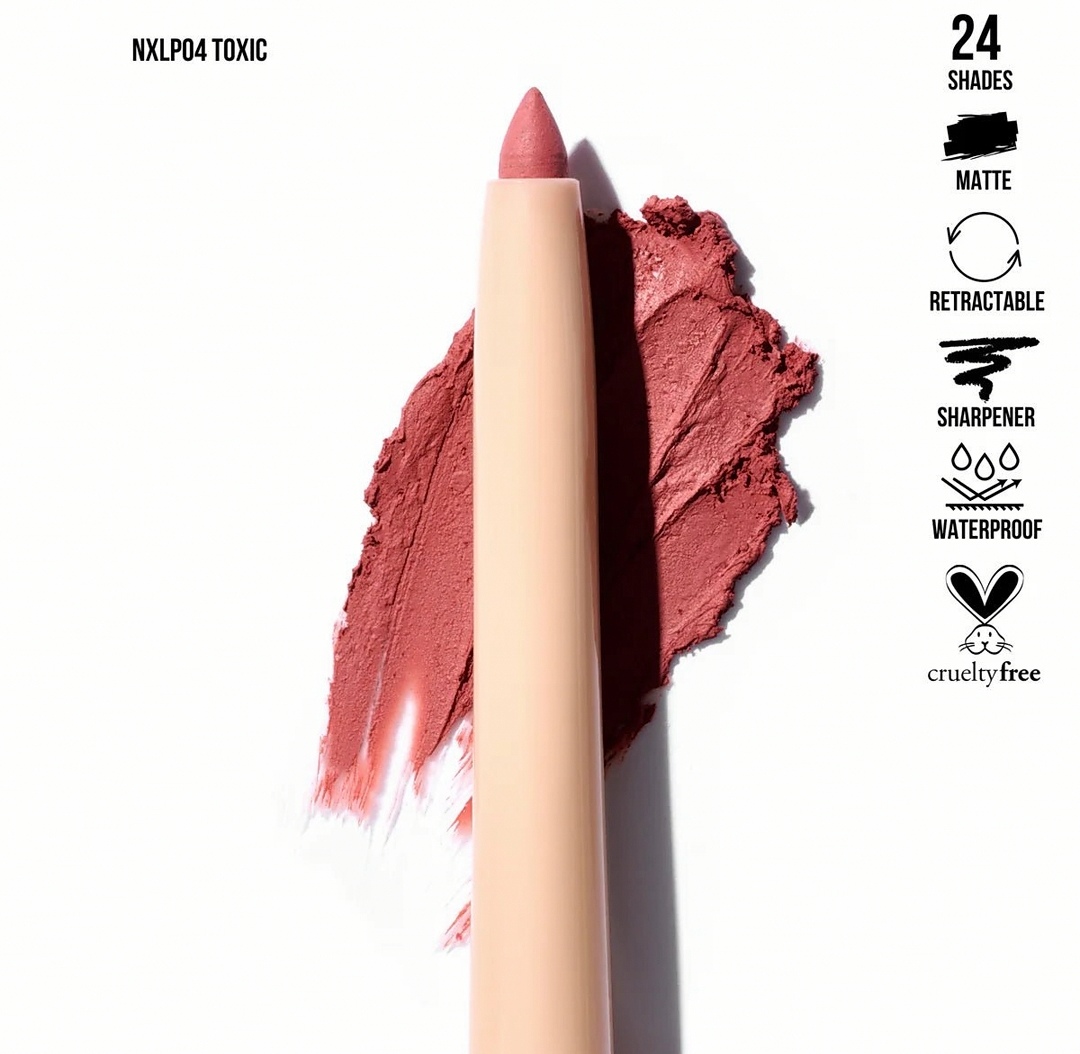 NXLP04 TOXIC
24
SHADES
MATTE
RETRACTABLE
SHARPENER
WATERPROOF
crueltyfree